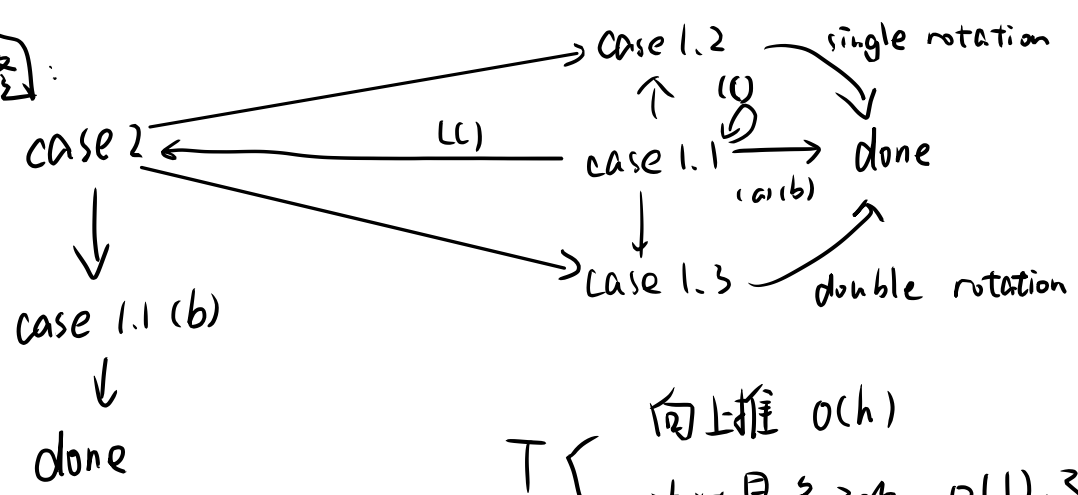 case 1.2 single rotation
(c)
case 2 (c) case 1.1 done
(a)(b)
case 1.3 double rotation
case 1.1 (b)
向上推 O(h)
done
T {